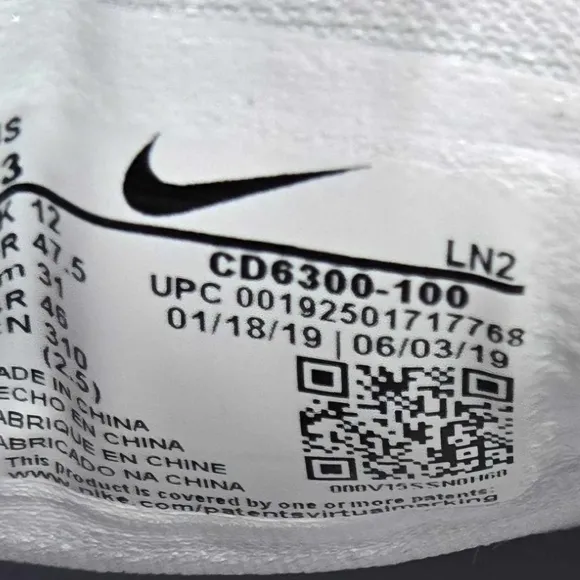 LN2
CD6300-100
UPC 00192501717768
01/18/19 | 06/03/19
S
3
K 12
R 47.5
m 31
R 46
N 310
(2.5)
ADE IN CHINA
ECHO EN CHINA
ABRIQUE EN CHINE
ABRICADO NA CHINA
This product is covered by one or more patents:
www.nike.com/patentsvirtualmarking